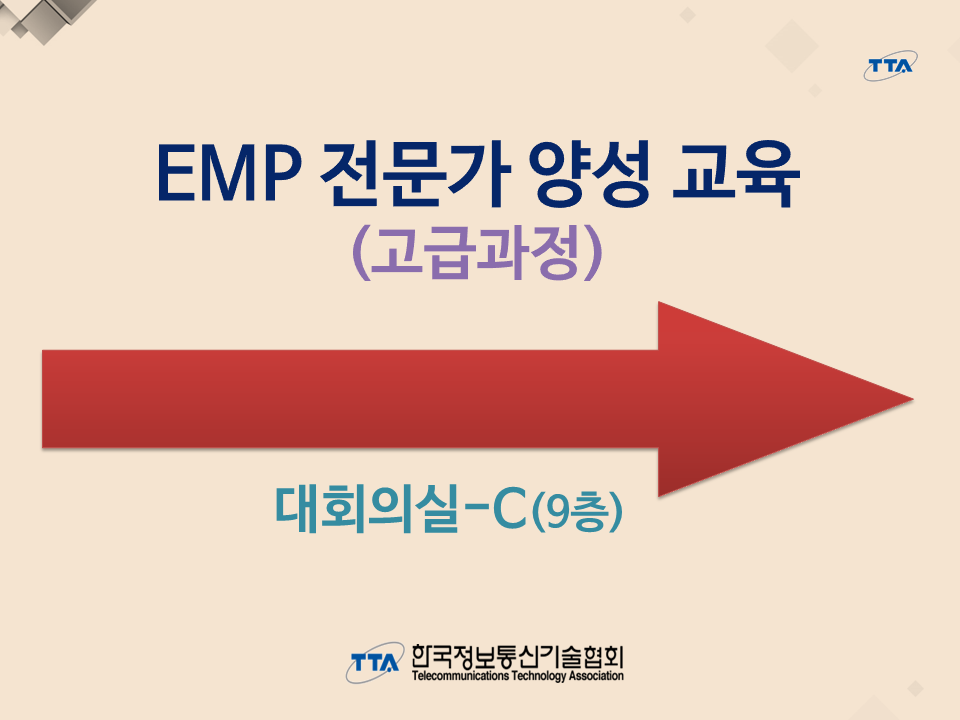 TTA
EMP 전문가 양성 교육
(고급과정)
대회의실-C(9층)
TTA 한국정보통신기술협회
Telecommunications Technology Association